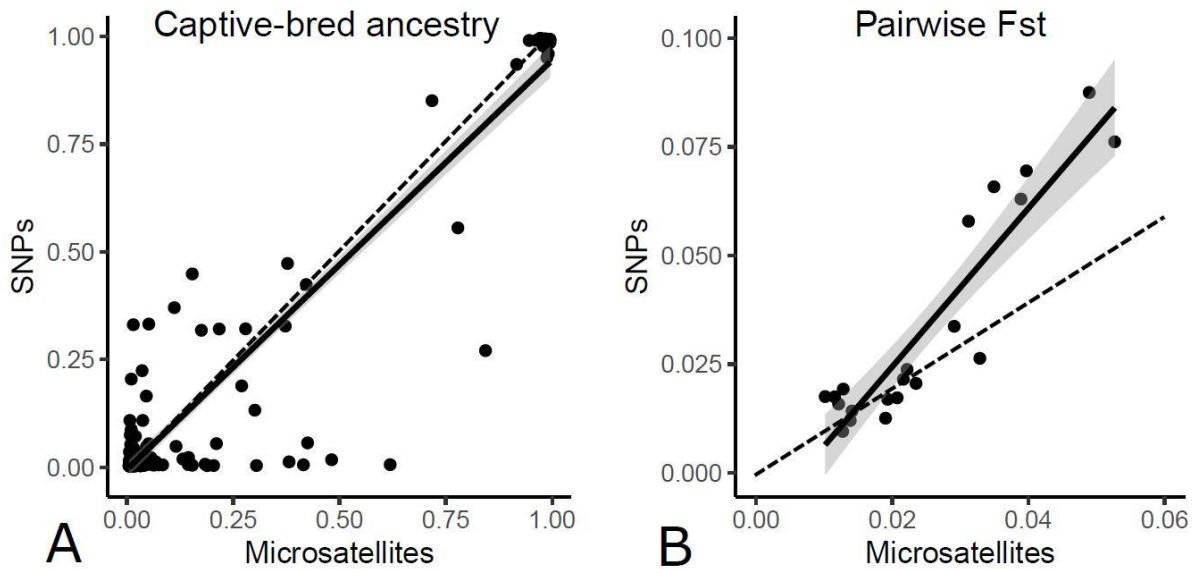 Captive-bred ancestry
1.00
0.75
0.50
0.25
0.00
SNPs
0.00 0.25 0.50 0.75 1.00
Microsatellites
A
Pairwise Fst
0.100
0.075
0.050
0.025
0.000
SNPs
0.00 0.02 0.04 0.06
Microsatellites
B